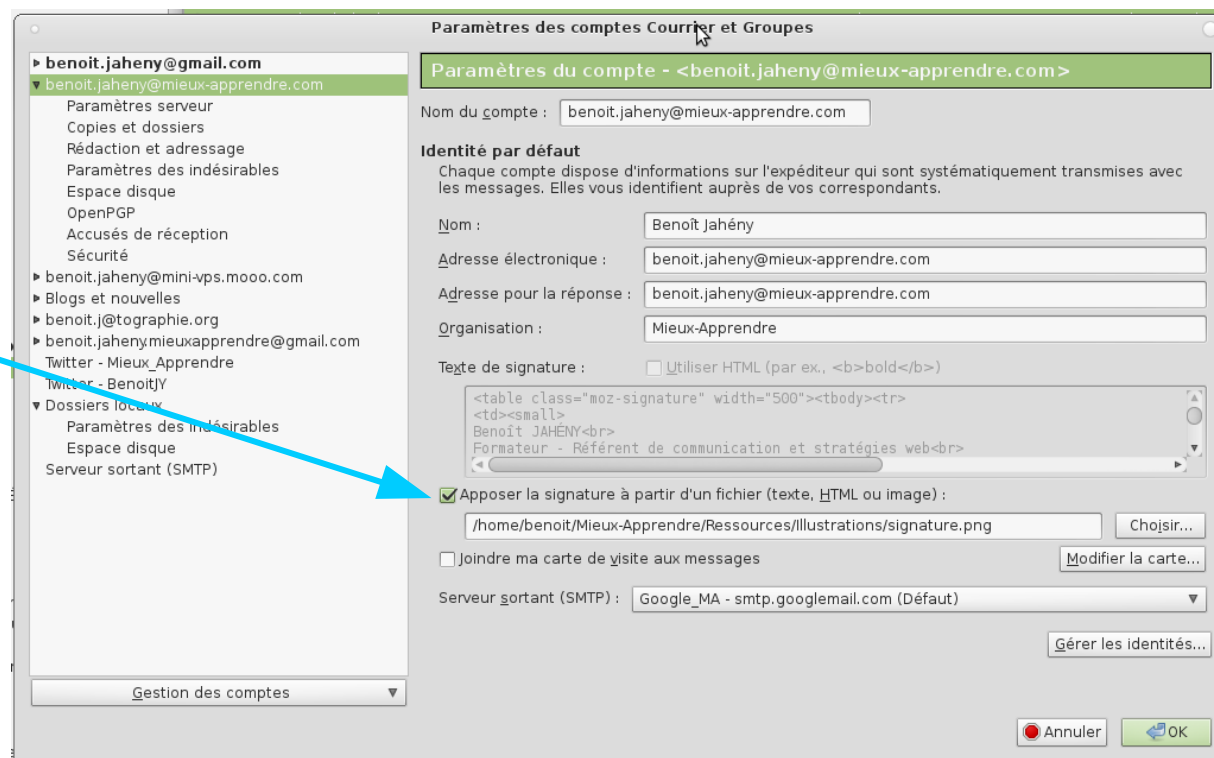 Paramètres des comptes Courrier et Groupes
benoit.jaheny@gmail.com
benoit.jaheny@mieux-apprendre.com
Paramètres serveur
Copies et dossiers
Rédaction et adressage
Paramètres des indésirables
Espace disque
OpenPGP
Accusés de réception
Sécurité
benoit.jaheny@mini-vps.mooo.com
Blogs et nouvelles
benoit.j@tographie.org
benoit.jaheny.mieuxapprendre@gmail.com
Twitter - Mieux_Apprendre
Twitter - BenoitJY
Dossiers locaux
Paramètres des indésirables
Espace disque
Serveur sortant (SMTP)
Gestion des comptes
Paramètres du compte - <benoit.jaheny@mieux-apprendre.com>
Nom du compte : benoit.jaheny@mieux-apprendre.com
Identité par défaut
Chaque compte dispose d'informations sur l'expéditeur qui sont systématiquement transmises avec
les messages. Elles vous identifient auprès de vos correspondants.
Nom : Benoît Jahény
Adresse électronique : benoit.jaheny@mieux-apprendre.com
Adresse pour la réponse : benoit.jaheny@mieux-apprendre.com
Organisation : Mieux-Apprendre
Texte de signature : Utiliser HTML (par ex., <b>bold</b>)
<table class="moz-signature" width="500"><tbody><tr>
<td><small>
Benoît JAHÉNY<br>
Formateur - Référent de communication et stratégies web<br>
Apposer la signature à partir d'un fichier (texte, HTML ou image) :
/home/benoit/Mieux-Apprendre/Ressources/Illustrations/signature.png Choisir...
Joindre ma carte de visite aux messages Modifier la carte...
Serveur sortant (SMTP) : Google_MA - smtp.googlemail.com (Défaut)
Gérer les identités...
Annuler OK